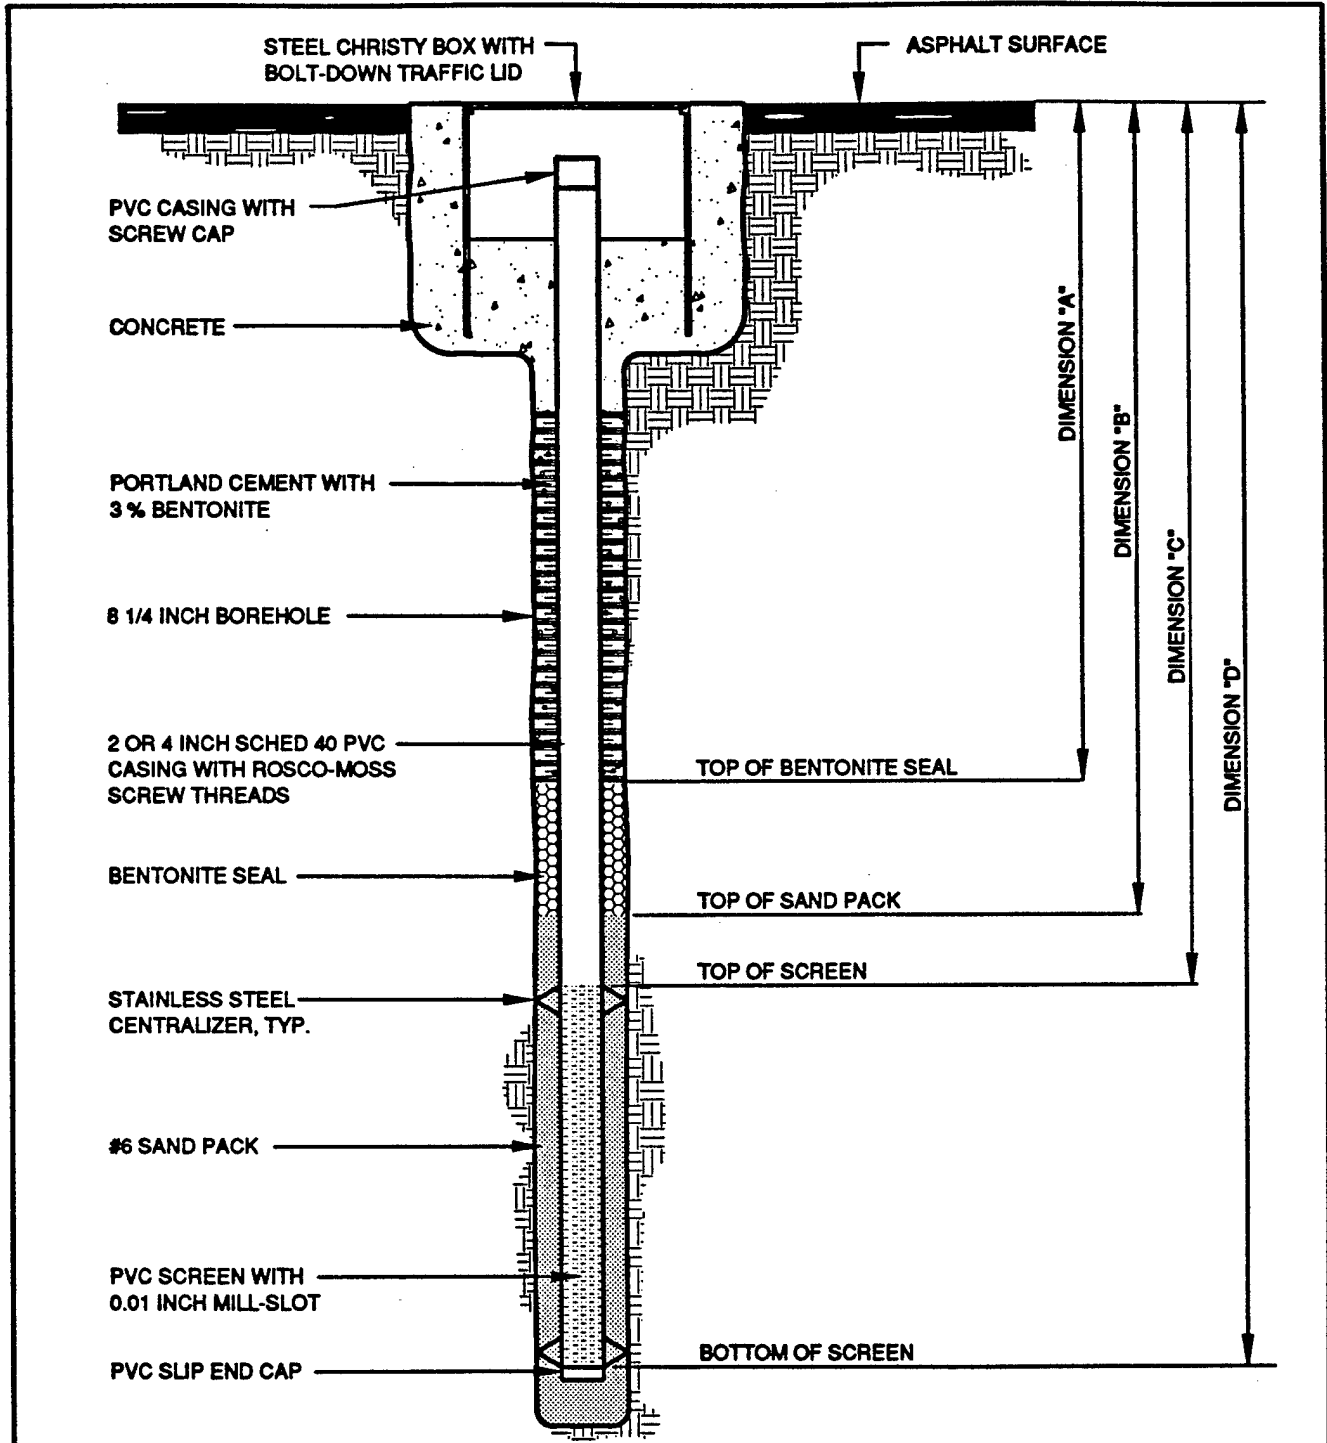 STEEL CHRISTY BOX WITH
BOLT-DOWN TRAFFIC LID
ASPHALT SURFACE
PVC CASING WITH
SCREW CAP
CONCRETE
PORTLAND CEMENT WITH
3 % BENTONITE
8 1/4 INCH BOREHOLE
2 OR 4 INCH SCHED 40 PVC
CASING WITH ROSCO-MOSS
SCREW THREADS
BENTONITE SEAL
STAINLESS STEEL
CENTRALIZER, TYP.
#6 SAND PACK
PVC SCREEN WITH
0.01 INCH MILL-SLOT
PVC SLIP END CAP
TOP OF BENTONITE SEAL
TOP OF SAND PACK
TOP OF SCREEN
BOTTOM OF SCREEN
DIMENSION "A"
DIMENSION "B"
DIMENSION "C"
DIMENSION "D"